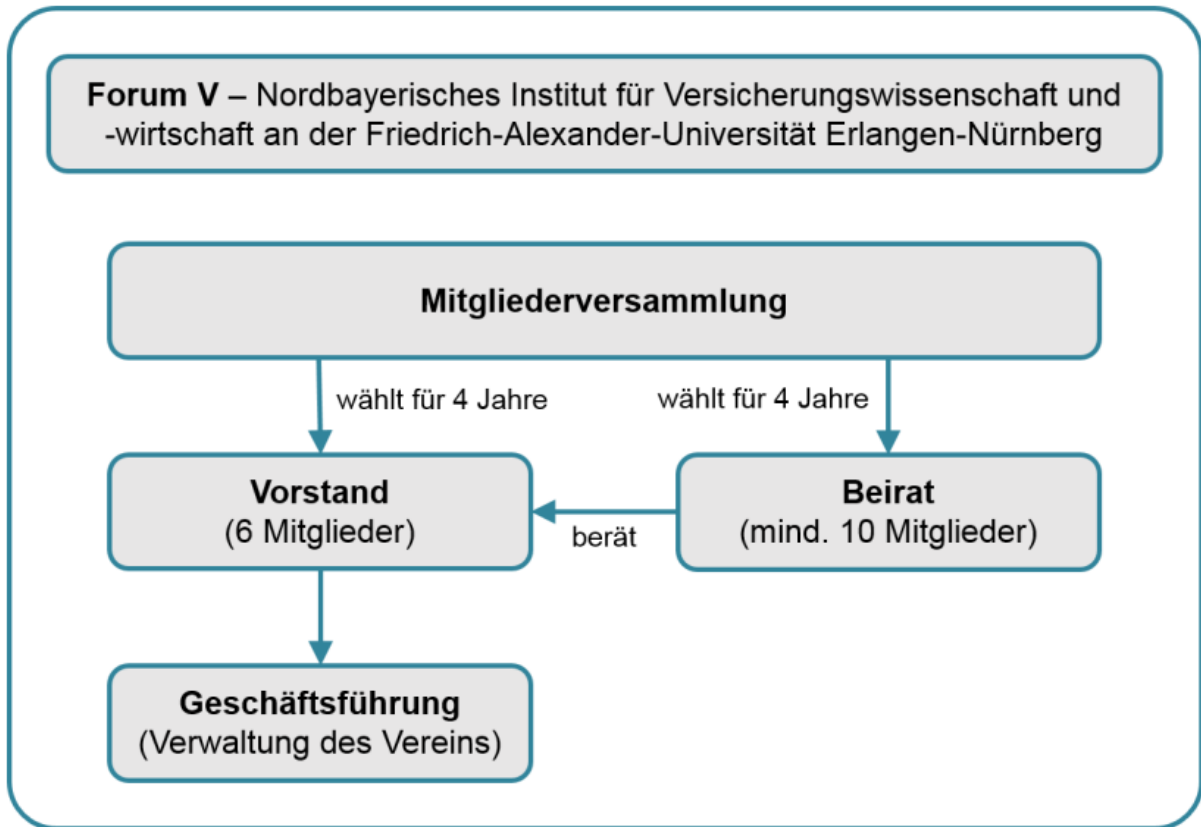 Forum V – Nordbayerisches Institut für Versicherungswissenschaft und
-wirtschaft an der Friedrich-Alexander-Universität Erlangen-Nürnberg
Mitgliederversammlung
wählt für 4 Jahre
wählt für 4 Jahre
Vorstand
(6 Mitglieder)
berät
Beirat
(mind. 10 Mitglieder)
Geschäftsführung
(Verwaltung des Vereins)